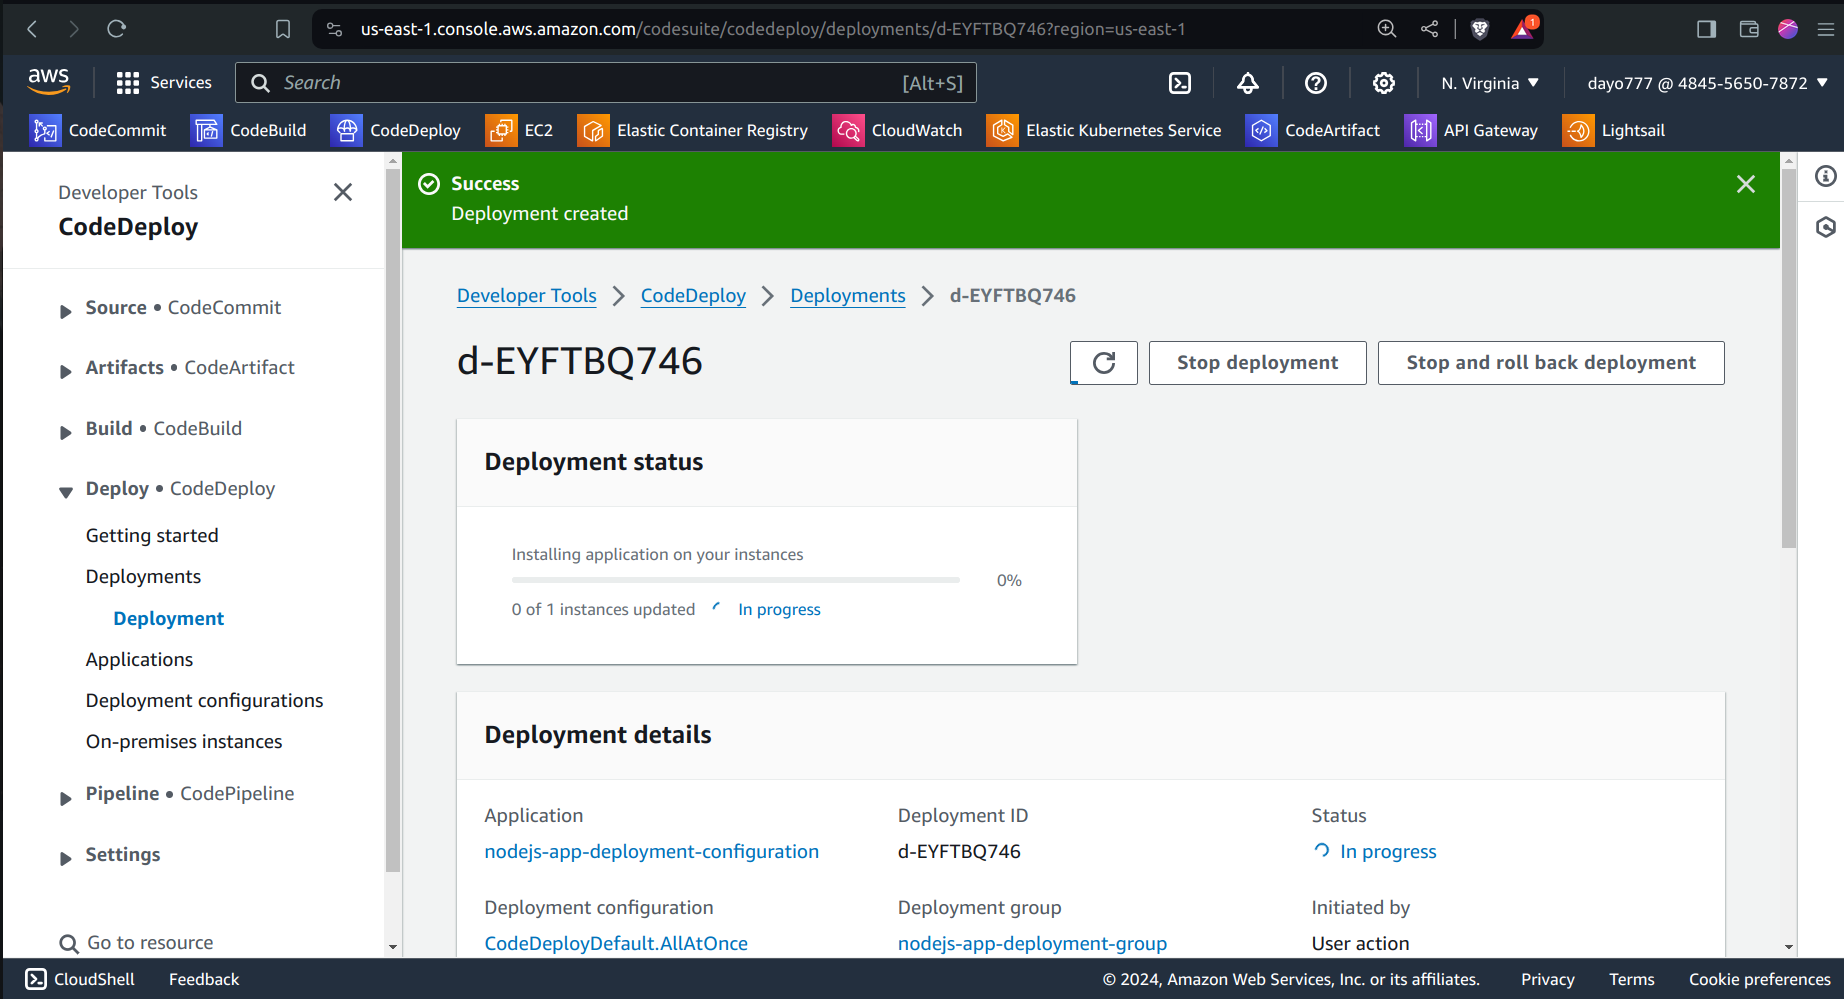 us-east-1.console.aws.amazon.com/codesuite/codedeploy/deployments/d-EYFTBQ746?region=us-east-1
1
aws
Services
Search
[Alt+S]
N. Virginia
dayo777 @ 4845-5650-7872
CodeCommit
CodeBuild
CodeDeploy
EC2
Elastic Container Registry
CloudWatch
Elastic Kubernetes Service
CodeArtifact
API Gateway
Lightsail
Developer Tools
CodeDeploy
Source • CodeCommit
Artifacts • CodeArtifact
Build • CodeBuild
Deploy • CodeDeploy
Getting started
Deployments
Deployment
Applications
Deployment configurations
On-premises instances
Pipeline • CodePipeline
Settings
Go to resource
Success
Deployment created
Developer Tools
CodeDeploy
Deployments
d-EYFTBQ746
d-EYFTBQ746
Stop deployment
Stop and roll back deployment
Deployment status
Installing application on your instances
0%
0 of 1 instances updated
In progress
Deployment details
Application
nodejs-app-deployment-configuration
Deployment ID
d-EYFTBQ746
Status
In progress
Deployment configuration
CodeDeployDefault.AllAtOnce
Deployment group
nodejs-app-deployment-group
Initiated by
User action
CloudShell
Feedback
© 2024, Amazon Web Services, Inc. or its affiliates.
Privacy
Terms
Cookie preferences